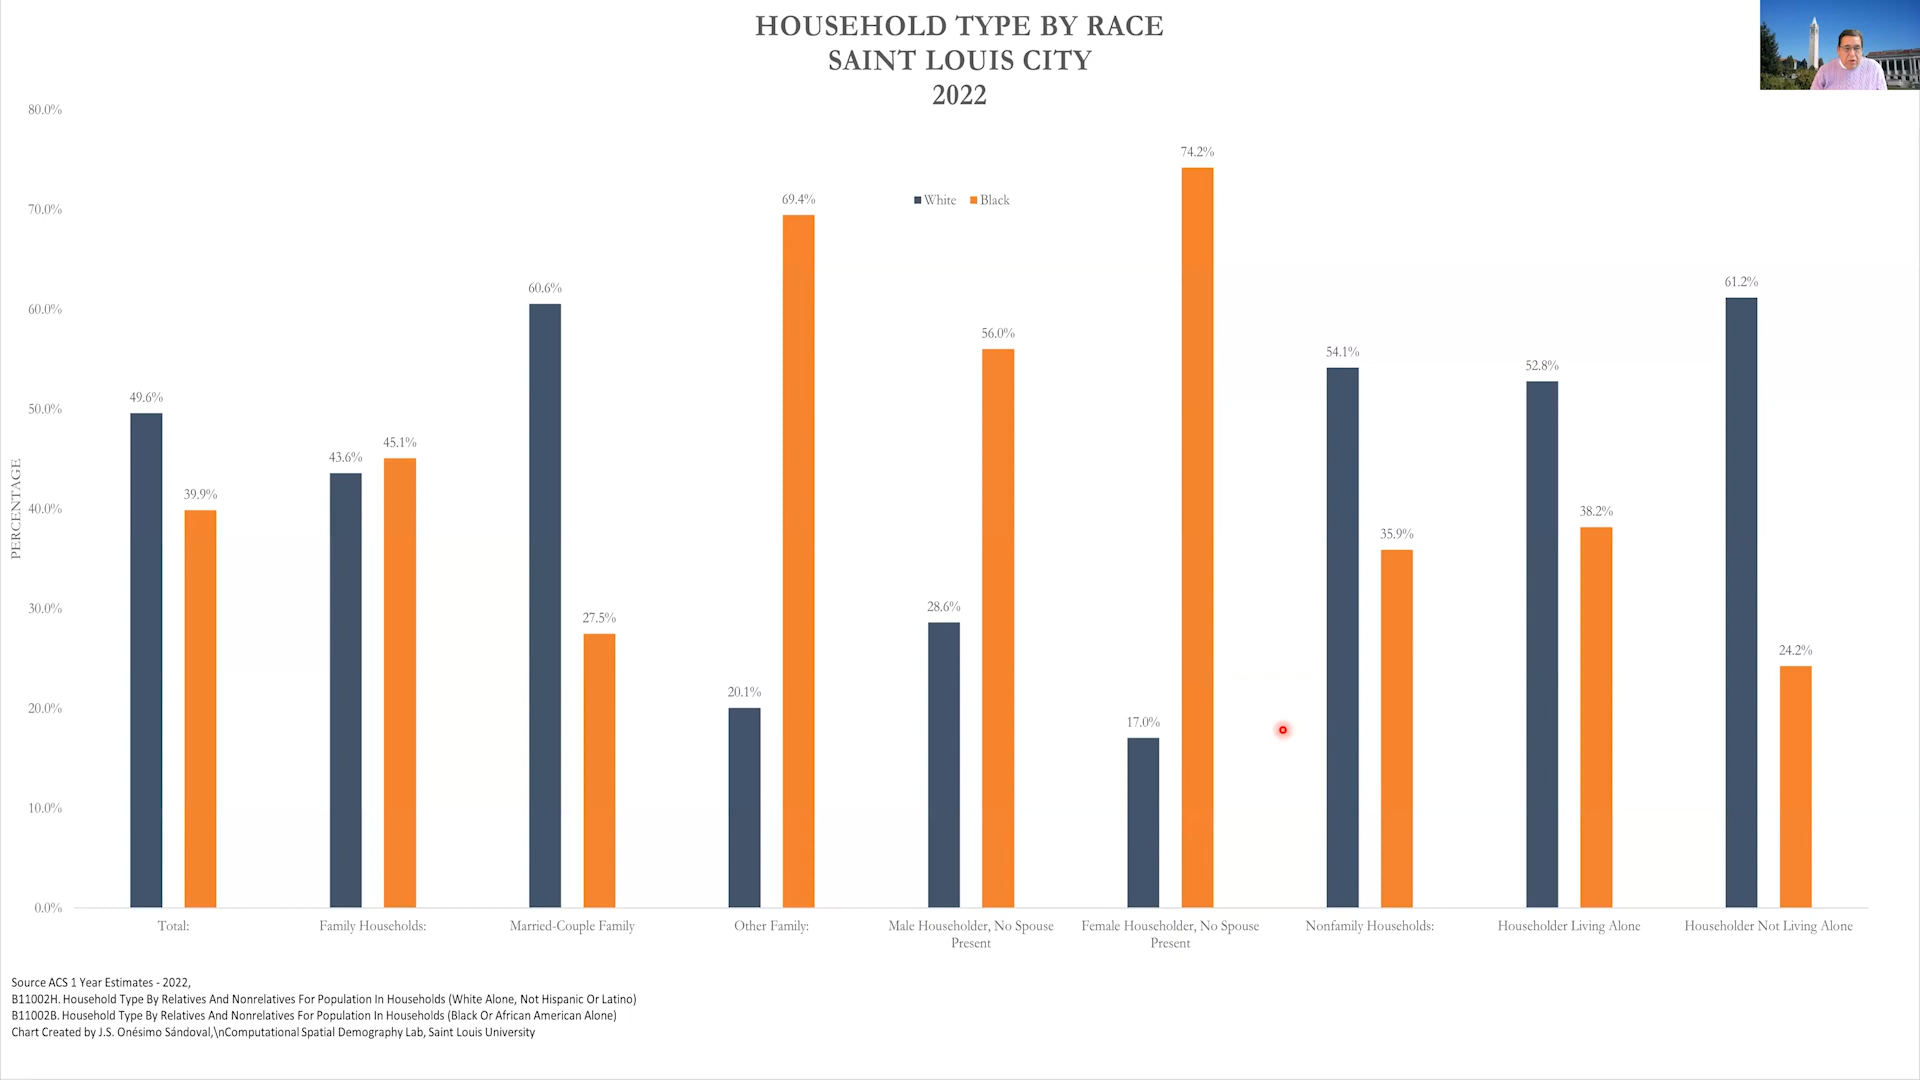 HOUSEHOLD TYPE BY RACE
SAINT LOUIS CITY
2022
White
Black
PERCENTAGE
80.0%
70.0%
60.0%
50.0%
40.0%
30.0%
20.0%
10.0%
0.0%
49.6%
39.9%
43.6%
45.1%
60.6%
27.5%
20.1%
69.4%
28.6%
56.0%
17.0%
74.2%
54.1%
35.9%
52.8%
38.2%
61.2%
24.2%
Total:
Family Households:
Married-Couple Family
Other Family:
Male Householder, No Spouse
Present
Female Householder, No Spouse
Present
Nonfamily Households:
Householder Living Alone
Householder Not Living Alone
Source ACS 1 Year Estimates - 2022,
B11002H. Household Type By Relatives And Nonrelatives For Population In Households (White Alone, Not Hispanic Or Latino)
B11002B. Household Type By Relatives And Nonrelatives For Population In Households (Black Or African American Alone)
Chart Created by J.S. Onésimo Sándoval,\nComputational Spatial Demography Lab, Saint Louis University